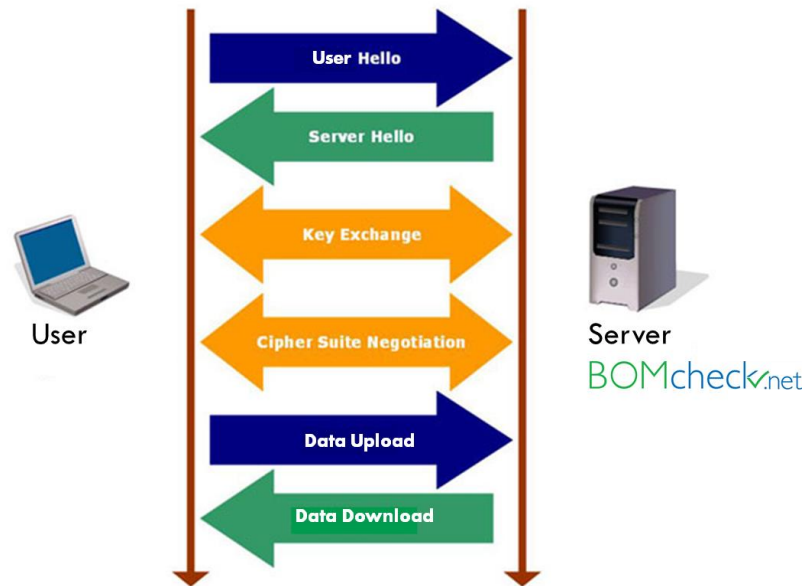 User Hello
Server Hello
Key Exchange
Cipher Suite Negotiation
Data Upload
Data Download
User
Server
BOMcheck.net